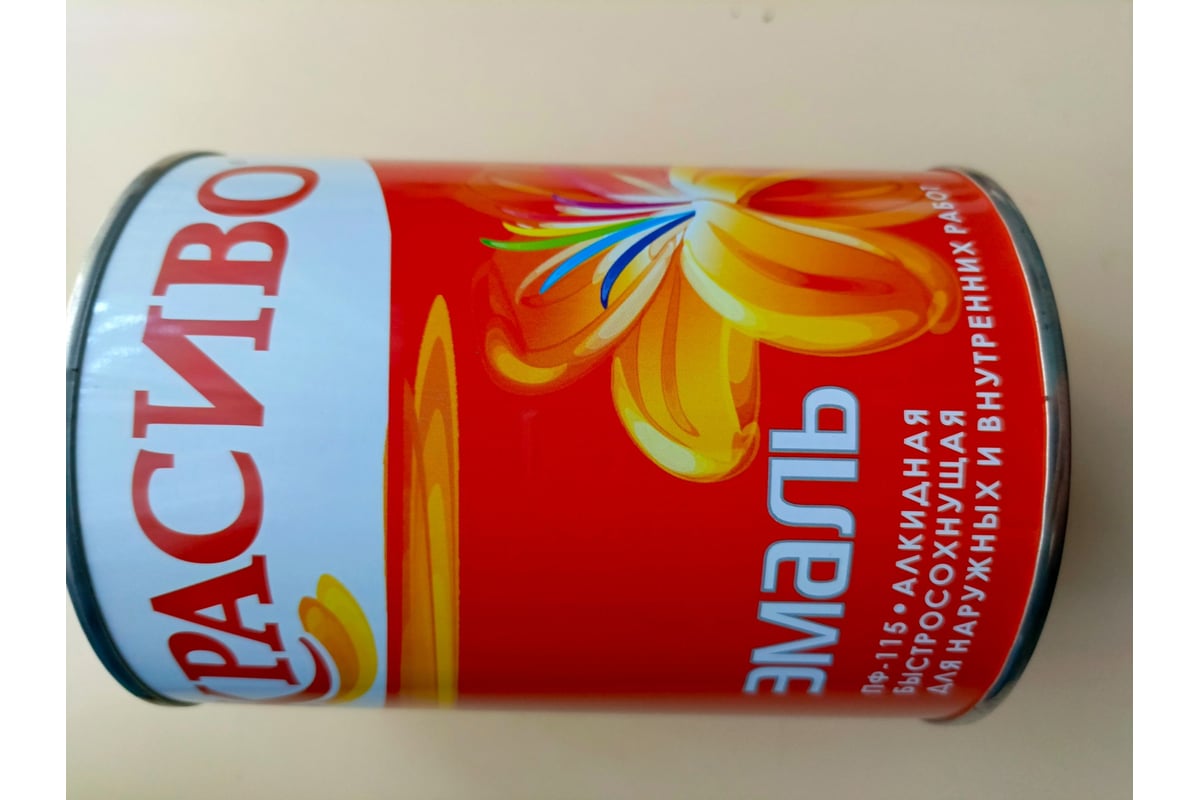 КРАСИВО
ЭМаль
ПФ-115 • АЛКИДНАЯ
БЫСТРОСОХНУЩАЯ
ДЛЯ НАРУЖНЫХ И ВНУТРЕННИХ РАБОТ